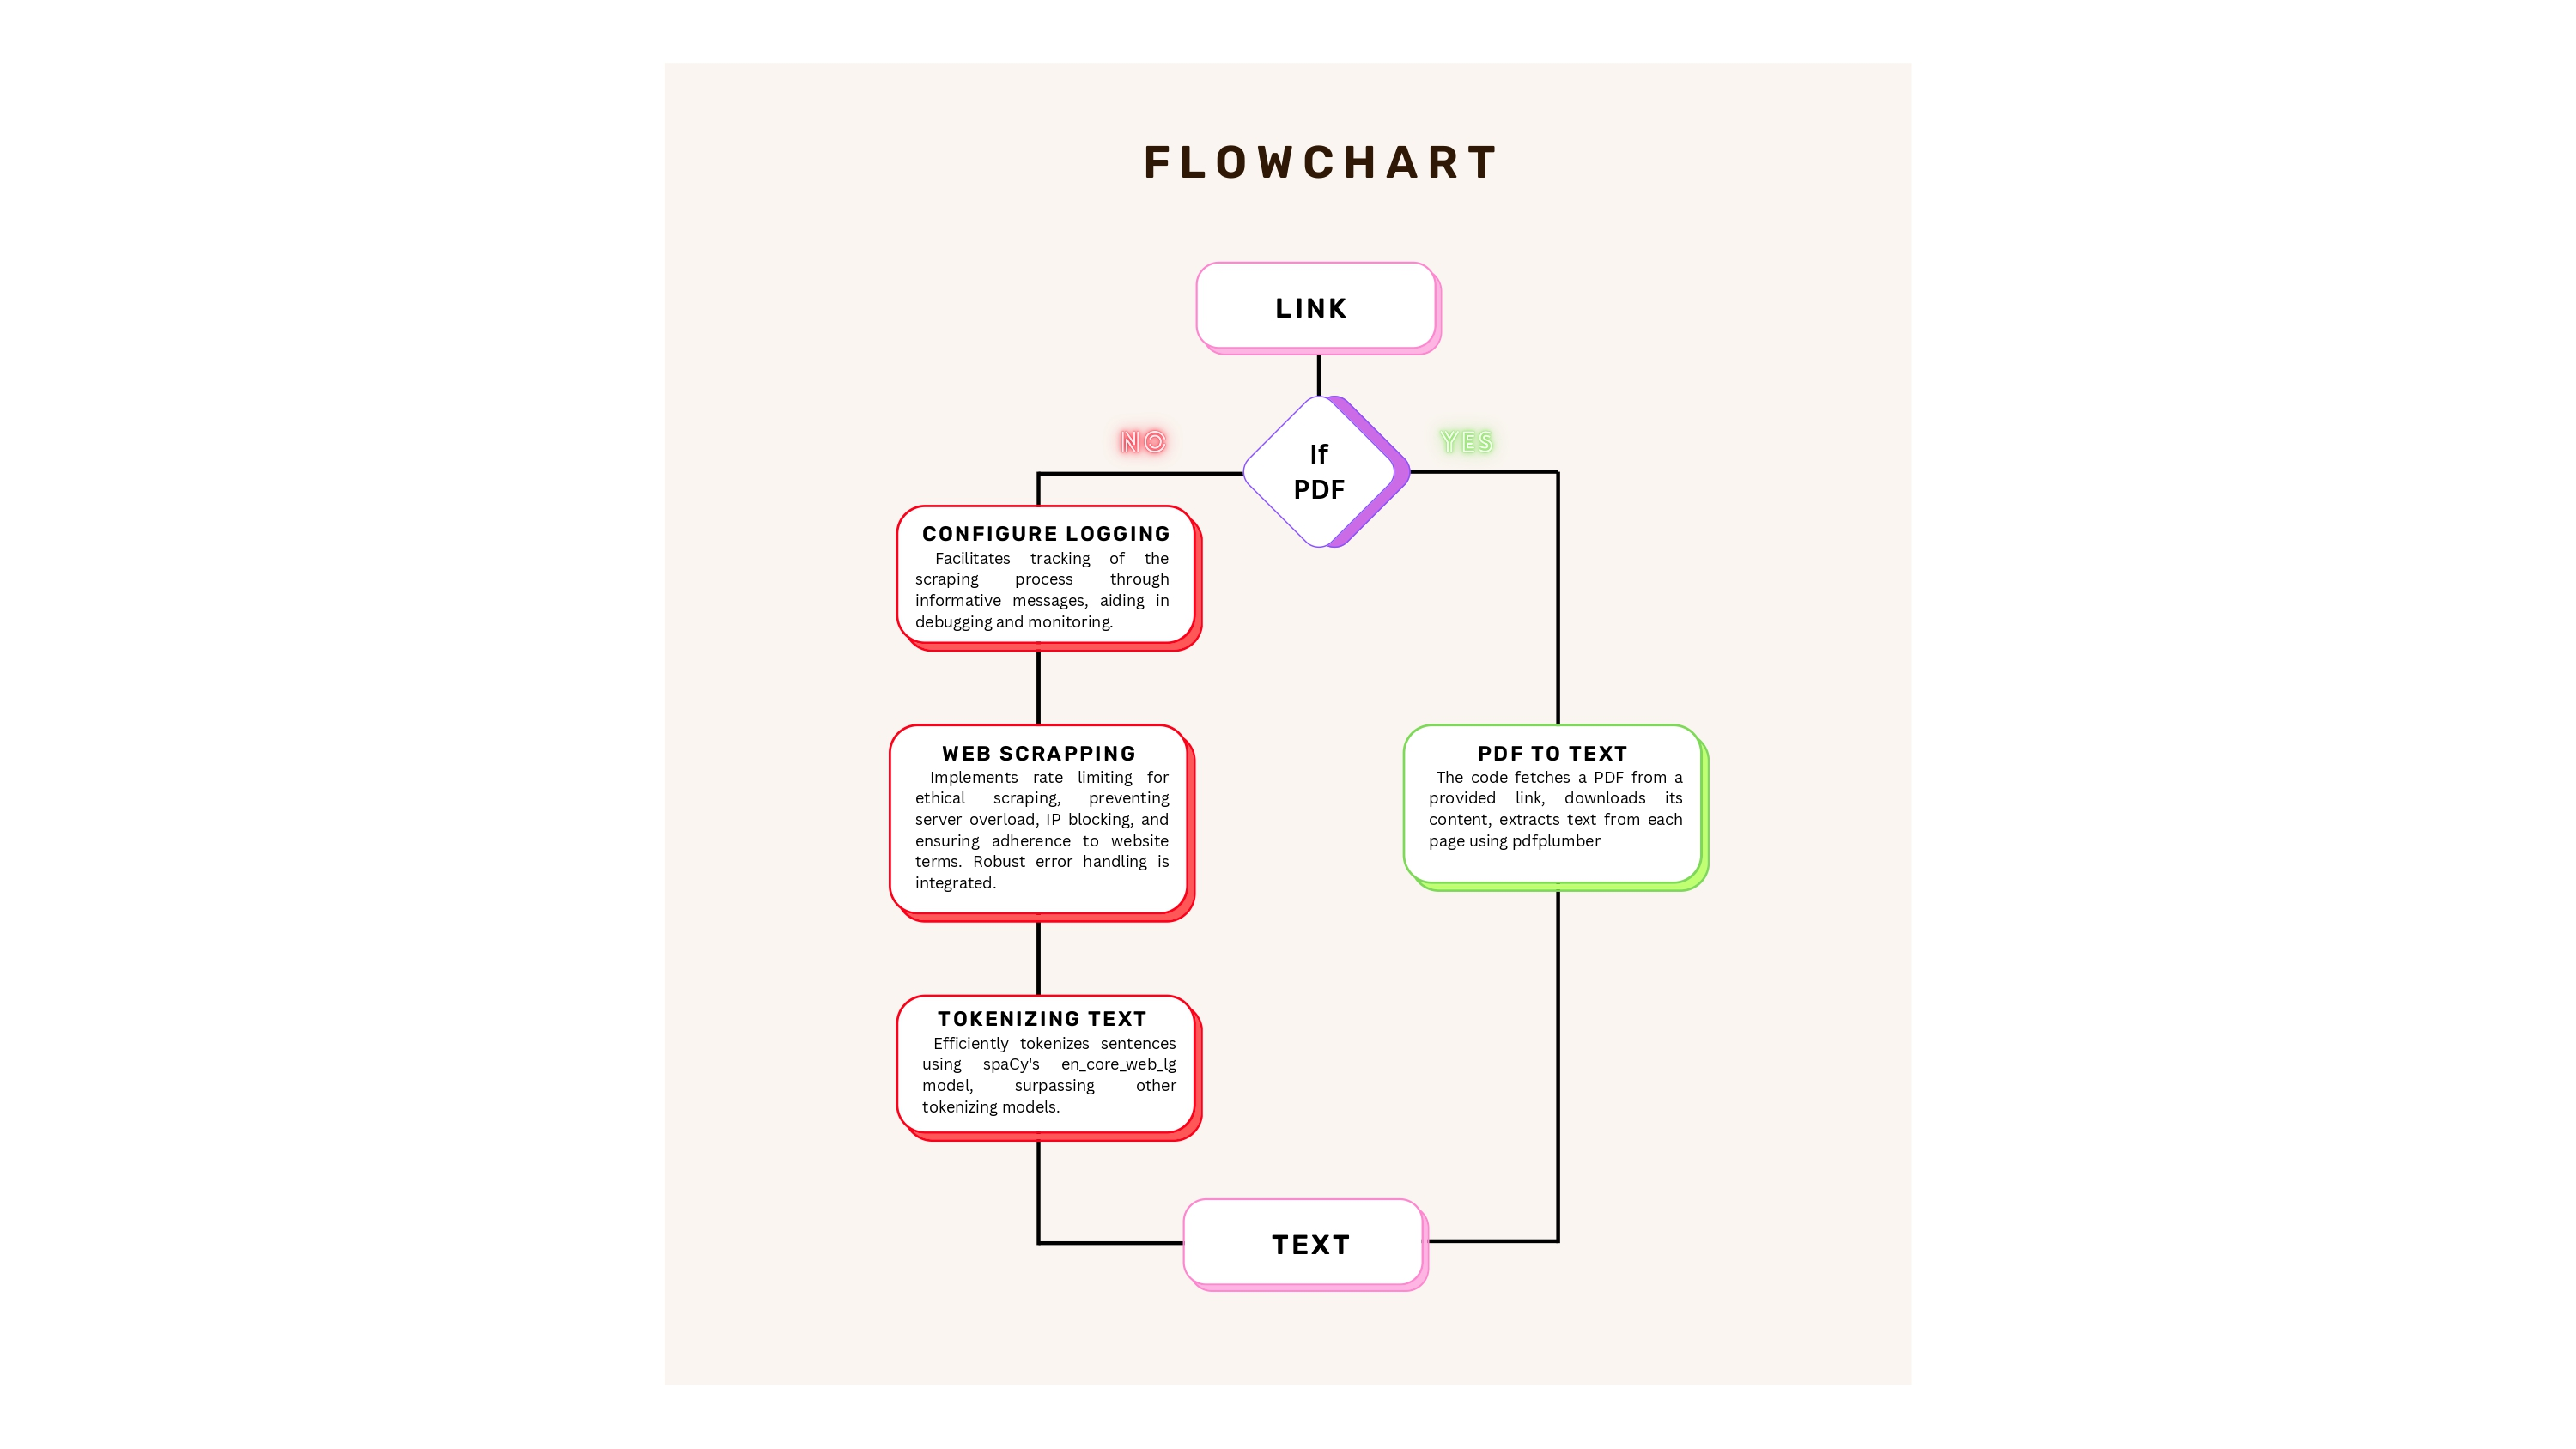 FLOWCHART
LINK
NO
YES
If
PDF
CONFIGURE LOGGING
Facilitates tracking of the
scraping process through
informative messages, aiding in
debugging and monitoring.
WEB SCRAPPING
Implements rate limiting for
ethical scraping, preventing
server overload, IP blocking, and
ensuring adherence to website
terms. Robust error handling is
integrated.
PDF TO TEXT
The code fetches a PDF from a
provided link, downloads its
content, extracts text from each
page using pdfplumber
TOKENIZING TEXT
Efficiently tokenizes sentences
using spaCy's en_core_web_lg
model, surpassing other
tokenizing models.
TEXT